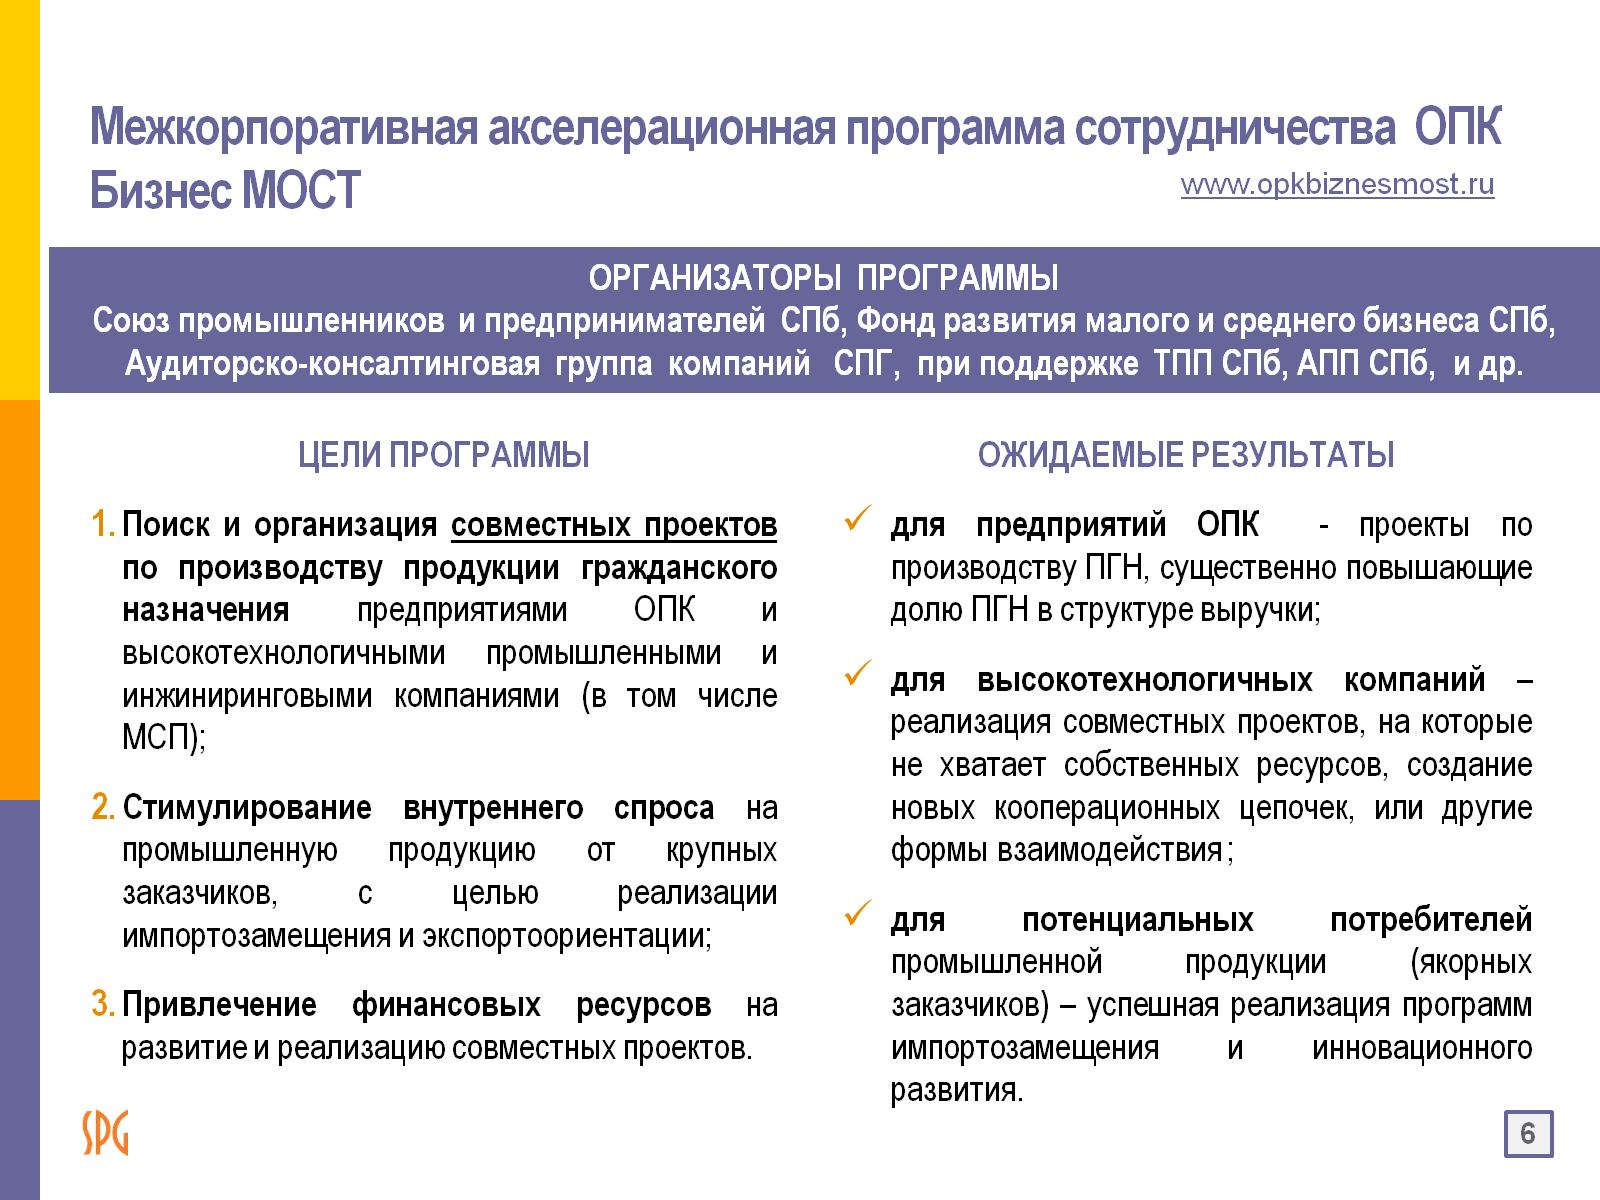 Межкорпоративная акселерационная программа сотрудничества ОПК
Бизнес МОСТ
www.opkbiznesmost.ru
ОРГАНИЗАТОРЫ ПРОГРАММЫ
Союз промышленников и предпринимателей СПб, Фонд развития малого и среднего бизнеса СПб,
Аудиторско-консалтинговая группа компаний СПГ, при поддержке ТПП СПб, АПП СПб, и др.
ЦЕЛИ ПРОГРАММЫ
1. Поиск и организация совместных проектов
по производству продукции гражданского
назначения предприятиями ОПК и
высокотехнологичными промышленными и
инжиниринговыми компаниями (в том числе
МСП);
2. Стимулирование внутреннего спроса на
промышленную продукцию от крупных
заказчиков, с целью реализации
импортозамещения и экспортоориентации;
3. Привлечение финансовых ресурсов на
развитие и реализацию совместных проектов.
ОЖИДАЕМЫЕ РЕЗУЛЬТАТЫ
✓ для предприятий ОПК - проекты по
производству ПГН, существенно повышающие
долю ПГН в структуре выручки;
✓ для высокотехнологичных компаний –
реализация совместных проектов, на которые
не хватает собственных ресурсов, создание
новых кооперационных цепочек, или другие
формы взаимодействия;
✓ для потенциальных потребителей
промышленной продукции (якорных
заказчиков) – успешная реализация программ
импортозамещения и инновационного
развития.
SPG
6